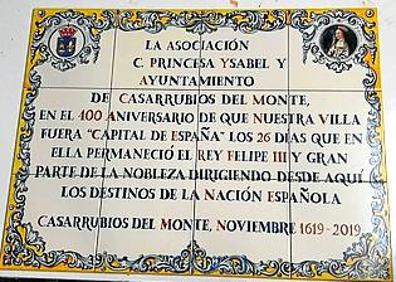 LA ASOCIACIÓN
C. PRINCESA YSABEL Y
AYUNTAMIENTO
DE CASARRUBIOS DEL MONTE,
EN EL 400 ANIVERSARIO DE QUE NUESTRA VILLA
FUERA "CAPITAL DE ESPAÑA" LOS 26 DIAS QUE EN
ELLA PERMANECIÓ EL REY FELIPE III Y GRAN
PARTE DE LA NOBLEZA DIRIGIENDO DESDE AQUÍ
LOS DESTINOS DE LA NACIÓN ESPAÑOLA
CASARRUBIOS DEL MONTE, NOVIEMBRE 1619-2019